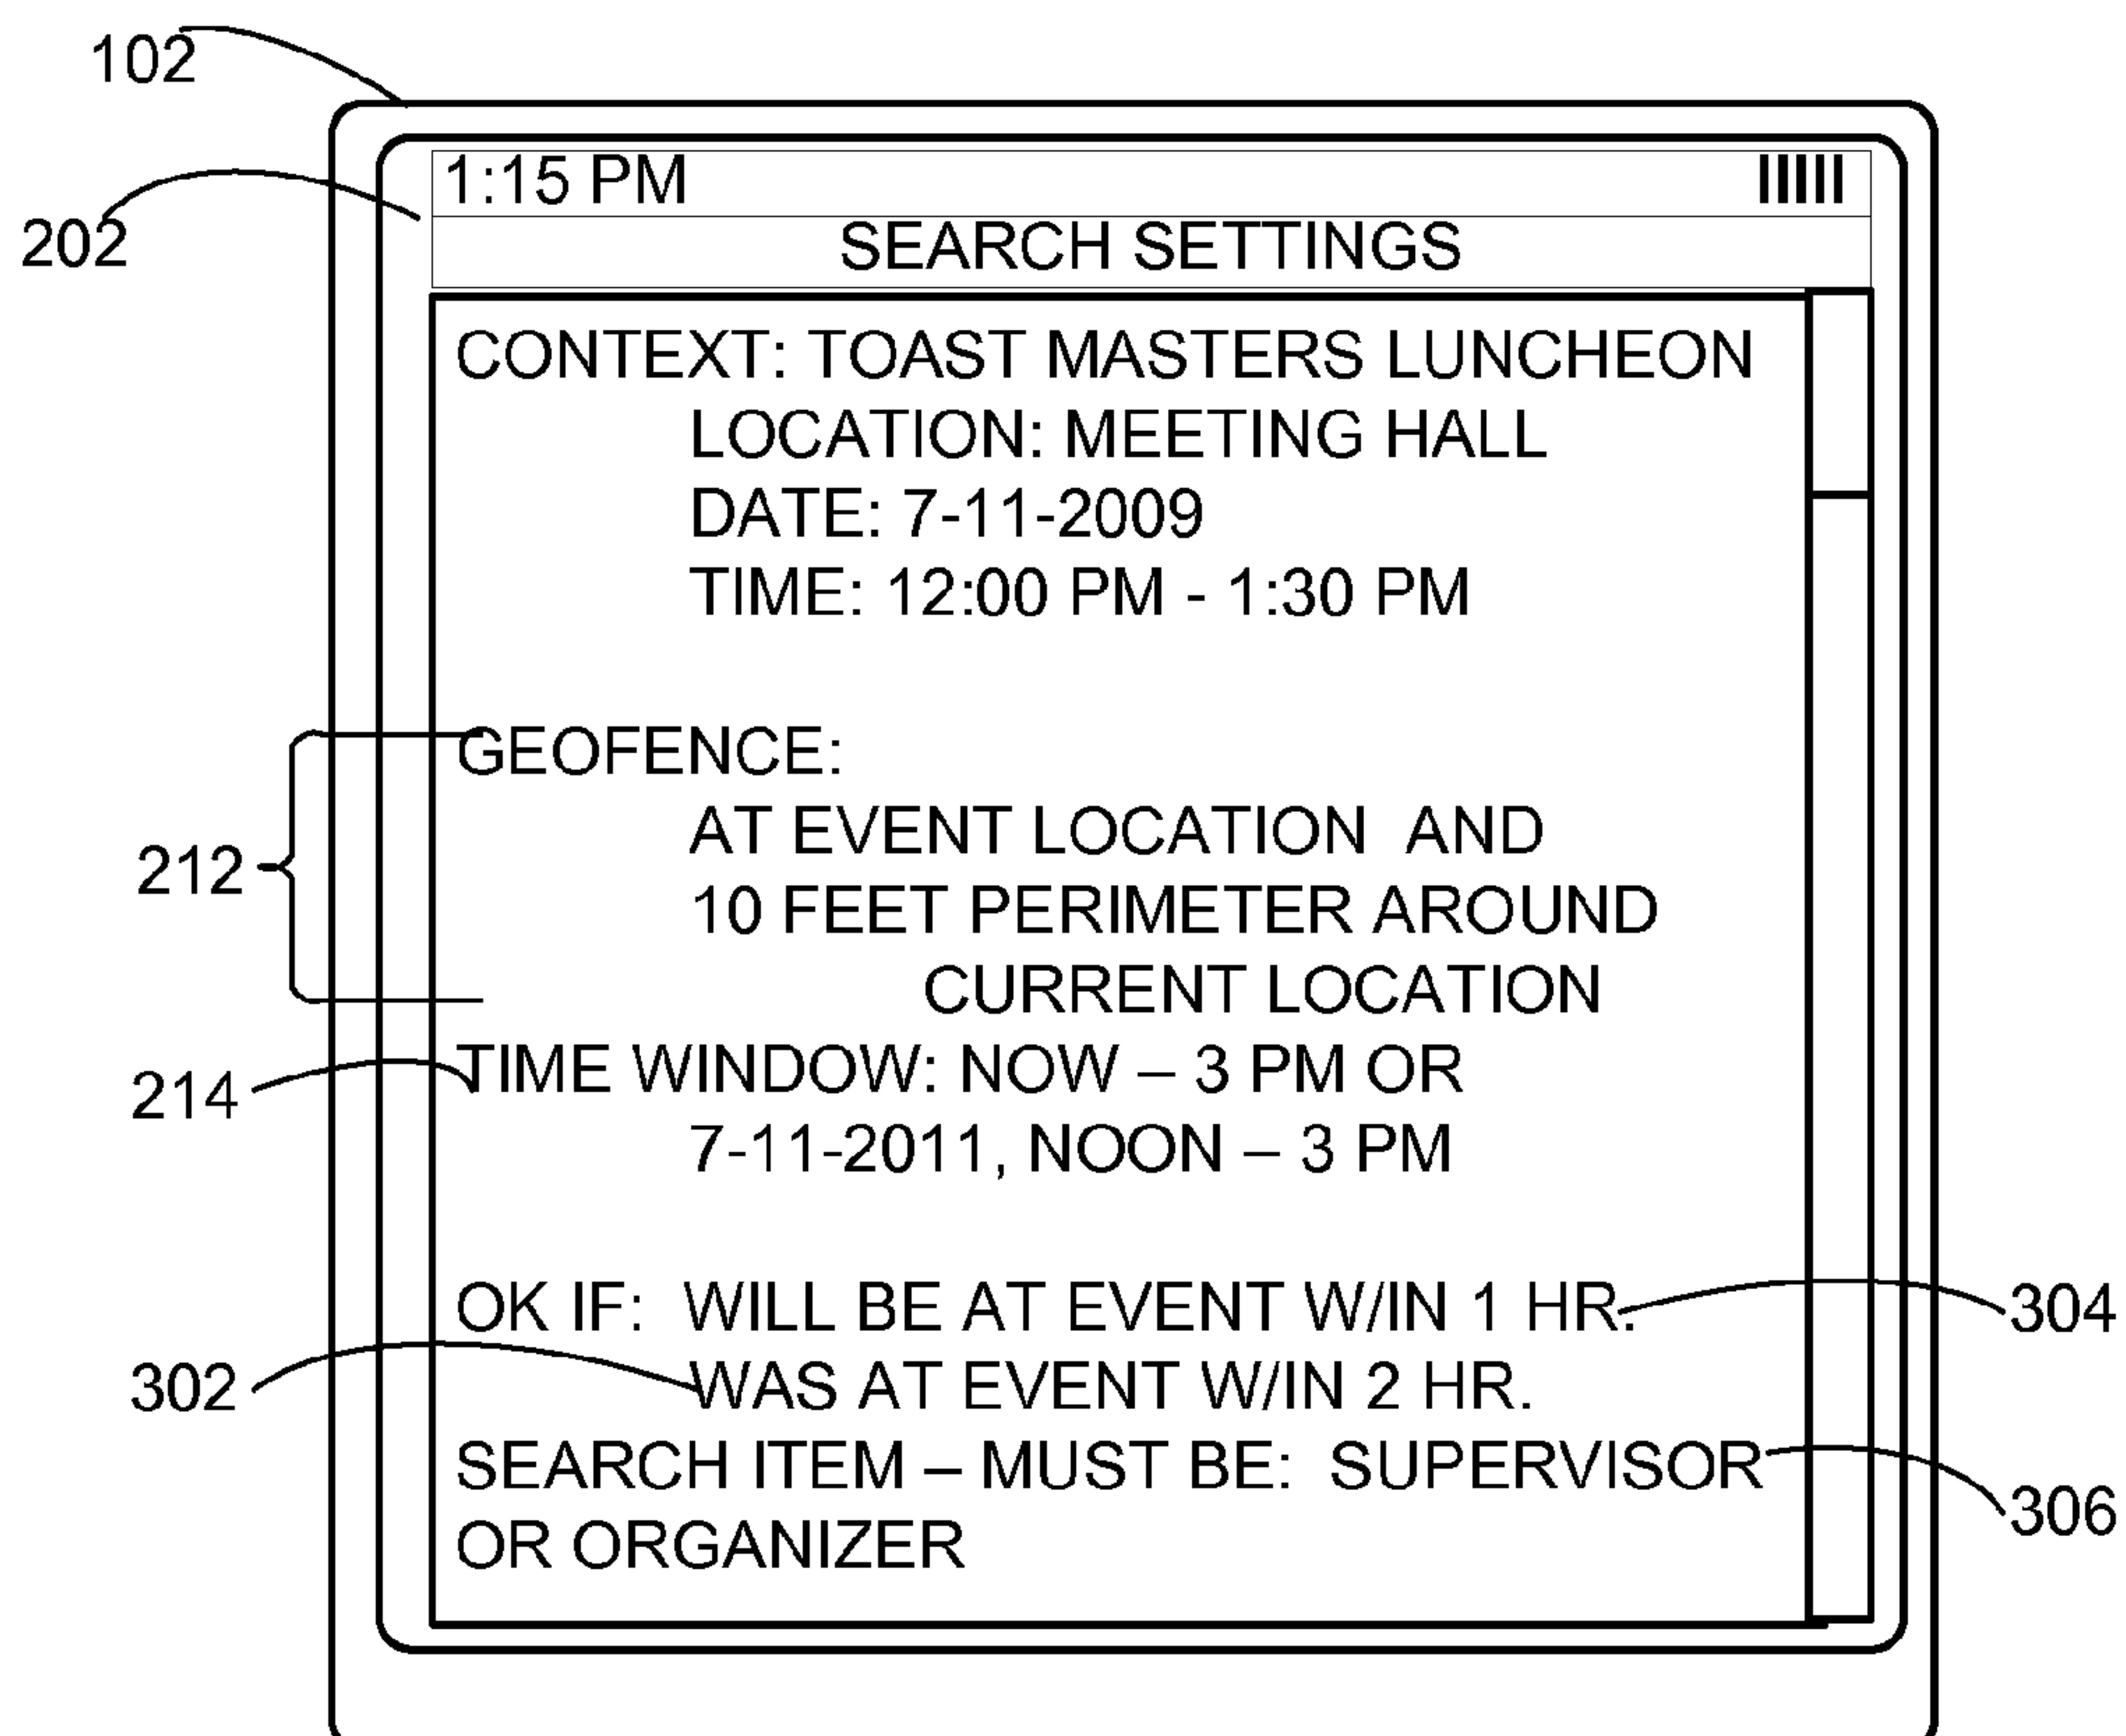 102
1:15 PM
202
SEARCH SETTINGS
CONTEXT: TOAST MASTERS LUNCHEON
LOCATION: MEETING HALL
DATE: 7-11-2009
TIME: 12:00 PM - 1:30 PM
GEOFENCE:
AT EVENT LOCATION AND
212
10 FEET PERIMETER AROUND
CURRENT LOCATION
TIME WINDOW: NOW – 3 PM OR
214
7-11-2011, NOON – 3 PM
OK IF: WILL BE AT EVENT W/IN 1 HR.
304
302
WAS AT EVENT W/IN 2 HR.
SEARCH ITEM – MUST BE: SUPERVISOR
306
OR ORGANIZER